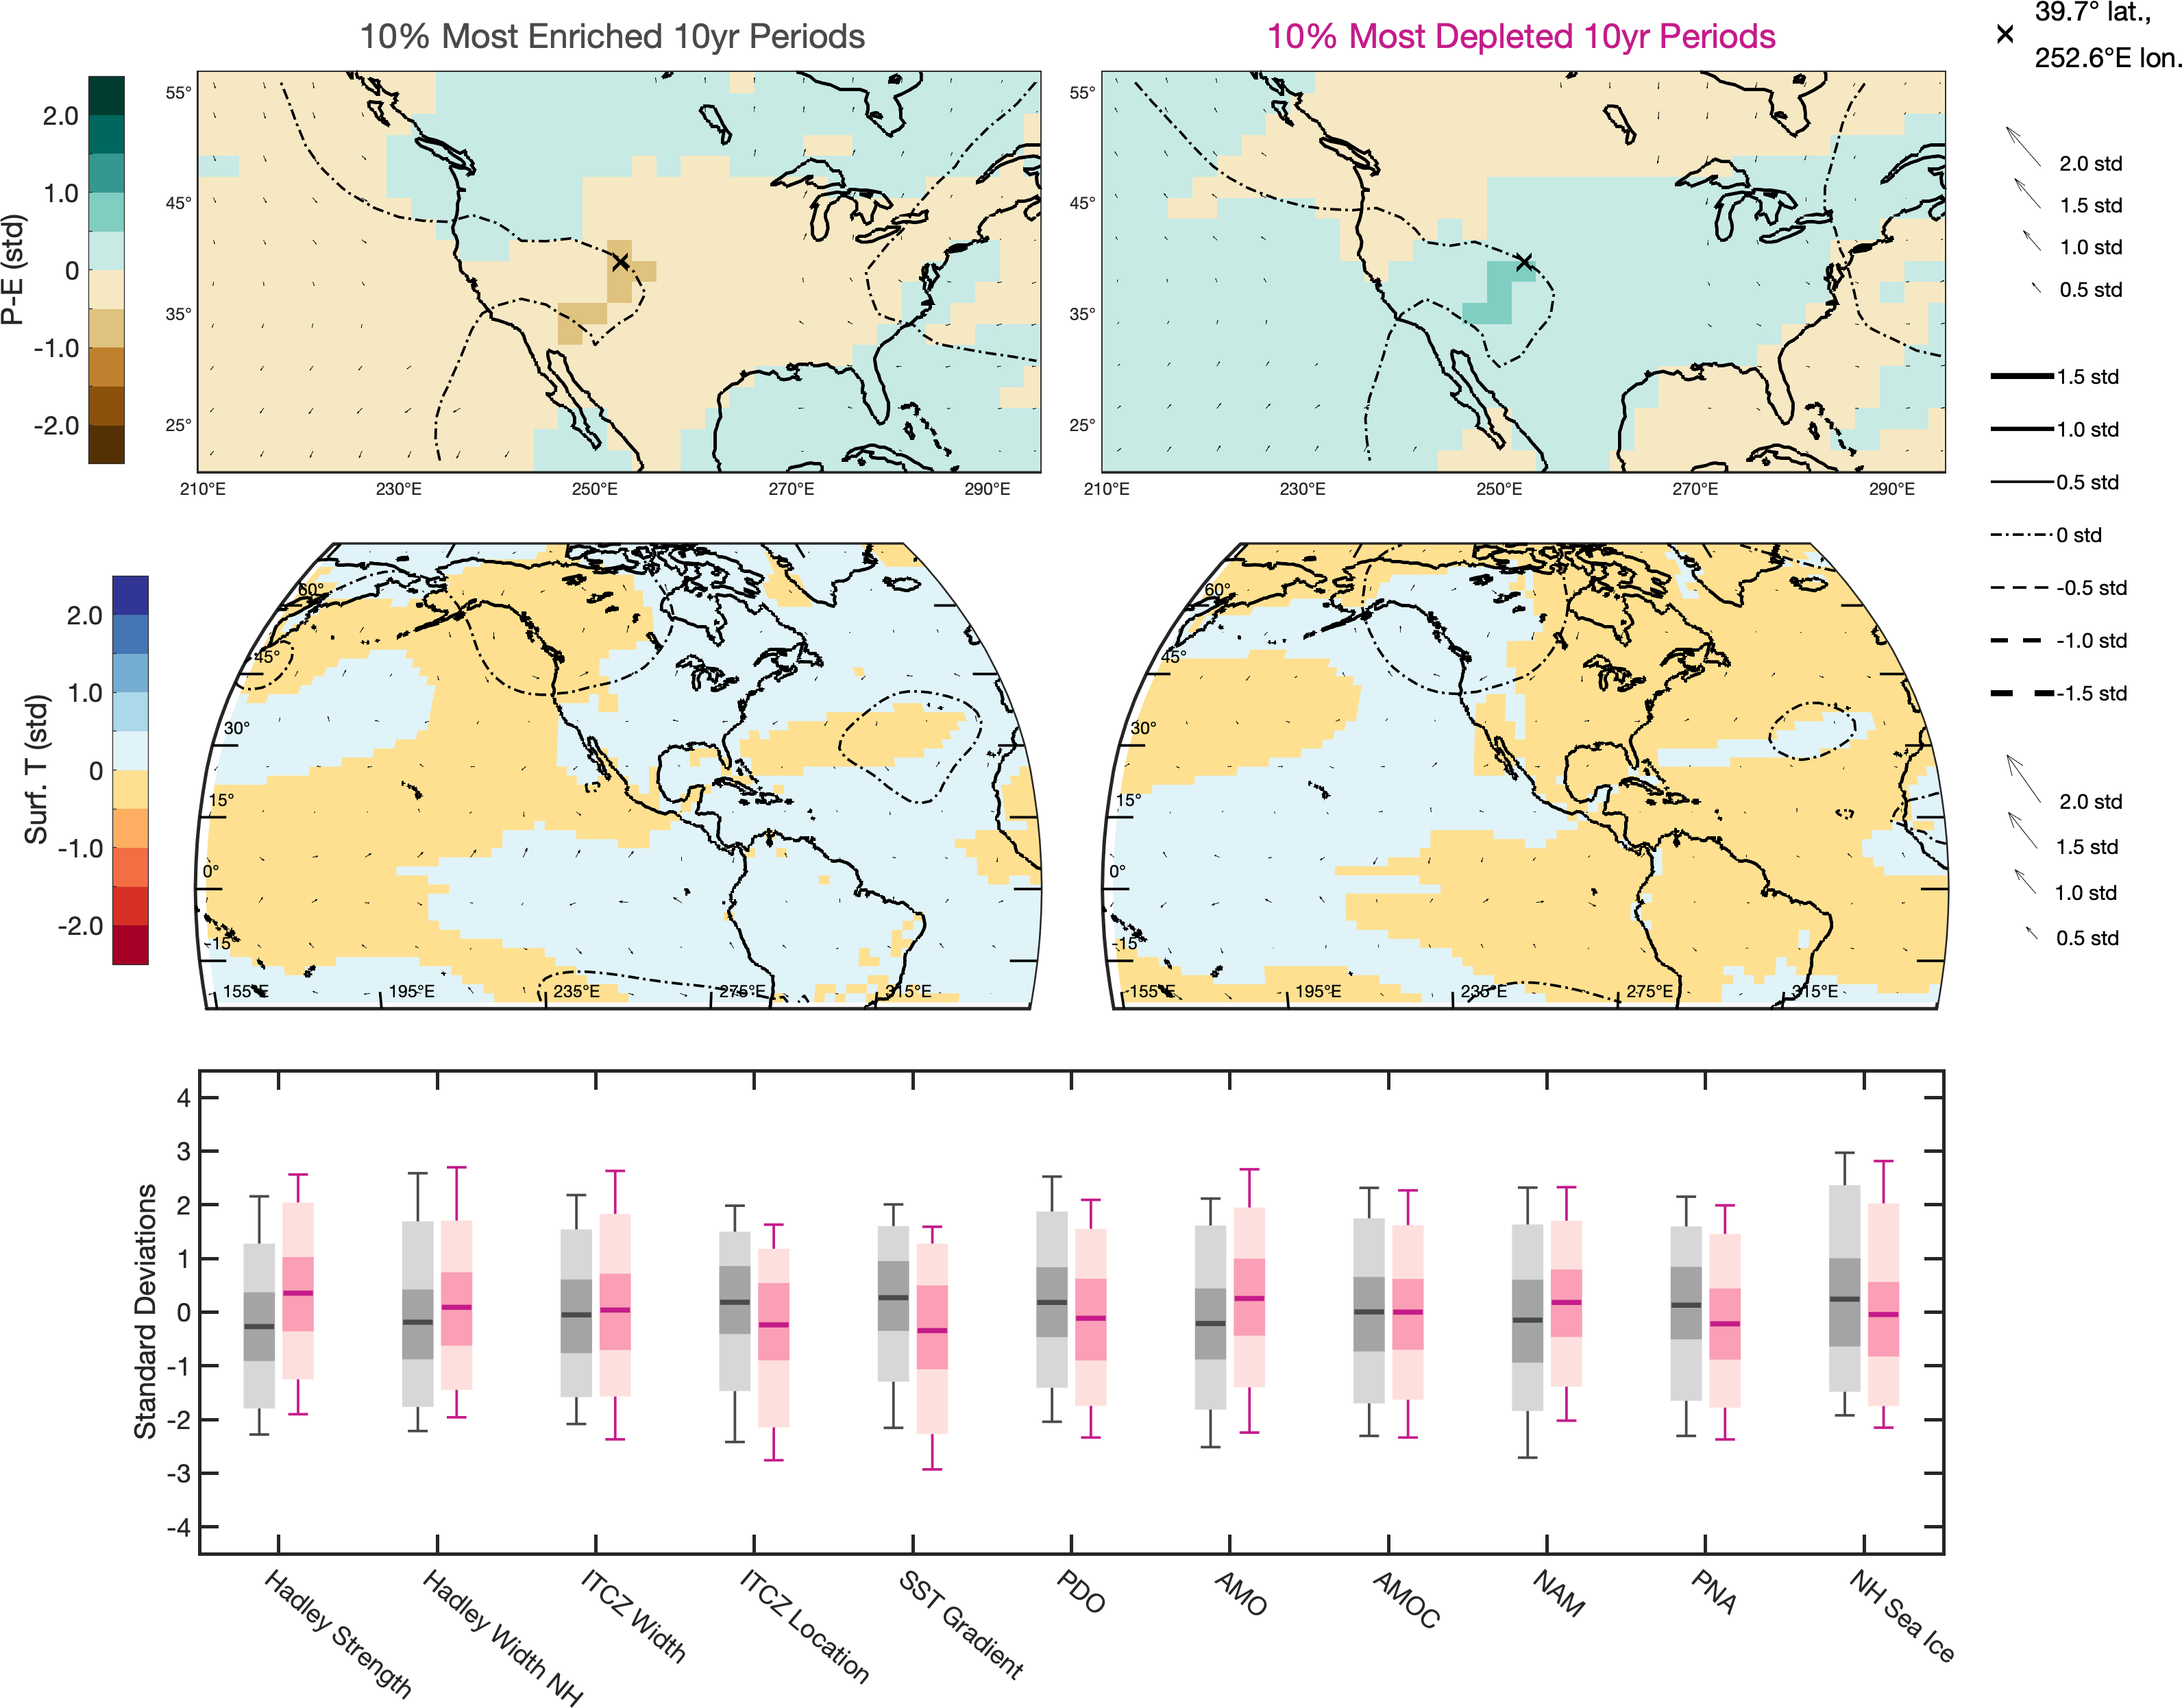 10% Most Enriched 10yr Periods
10% Most Depleted 10yr Periods
39.7° lat.,
252.6°E lon.
P-E (std)
2.0
1.0
0
-1.0
-2.0
55°
45°
35°
25°
210°E
230°E
250°E
270°E
290°E
55°
45°
35°
25°
210°E
230°E
250°E
270°E
290°E
2.0 std
1.5 std
1.0 std
0.5 std
1.5 std
1.0 std
0.5 std
0 std
-0.5 std
-1.0 std
-1.5 std
Surf. T (std)
2.0
1.0
0
-1.0
-2.0
60°
45°
30°
15°
0°
-15°
155°E
195°E
235°E
275°E
315°E
60°
45°
30°
15°
0°
-15°
155°E
195°E
235°E
275°E
315°E
2.0 std
1.5 std
1.0 std
0.5 std
Standard Deviations
4
3
2
1
0
-1
-2
-3
-4
Hadley Strength
Hadley Width NH
ITCZ Width
ITCZ Location
SST Gradient
PDO
AMO
AMOC
NAM
PNA
NH Sea Ice